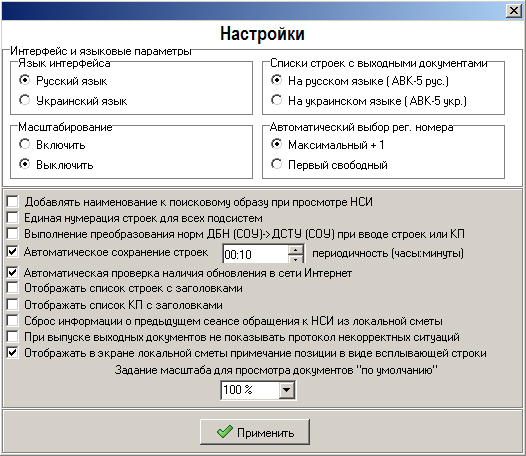 Настройки
Интерфейс и языковые параметры
Язык интерфейса
Русский язык
Украинский язык
Списки строк с выходными документами
На русском языке ( АВК-5 рус.)
На украинском языке ( АВК-5 укр.)
Масштабирование
Включить
Выключить
Автоматический выбор рег. номера
Максимальный + 1
Первый свободный
Добавлять наименование к поисковому образу при просмотре НСИ
Единая нумерация строк для всех подсистем
Выполнение преобразования норм ДБН (СОУ)->ДСТУ (СОУ) при вводе строк или КП
Автоматическое сохранение строк 00:10 периодичность (часы:минуты)
Автоматическая проверка наличия обновления в сети Интернет
Отображать список строк с заголовками
Отображать список КП с заголовками
Сброс информации о предыдущем сеансе обращения к НСИ из локальной сметы
При выпуске выходных документов не показывать протокол некорректных ситуаций
Отображать в экране локальной сметы примечание позиции в виде всплывающей строки
Задание масштаба для просмотра документов "по умолчанию"
100 %
Применить